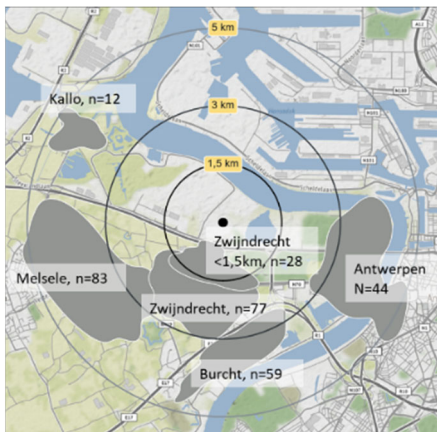 5 km
Kallo, n=12
3 km
1,5 km
Zwijndrecht
<1,5km, n=28
Melsele, n=83
Antwerpen
N=44
Zwijndrecht, n=77
Burcht, n=59